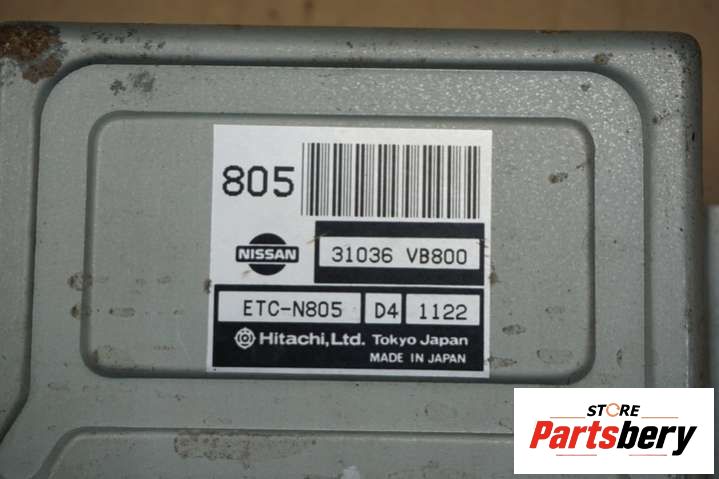 805
NISSAN 31036 VB800
ETC-N805 D4 1122
Hitachi,Ltd. Tokyo Japan
MADE IN JAPAN
STORE
Partsbery